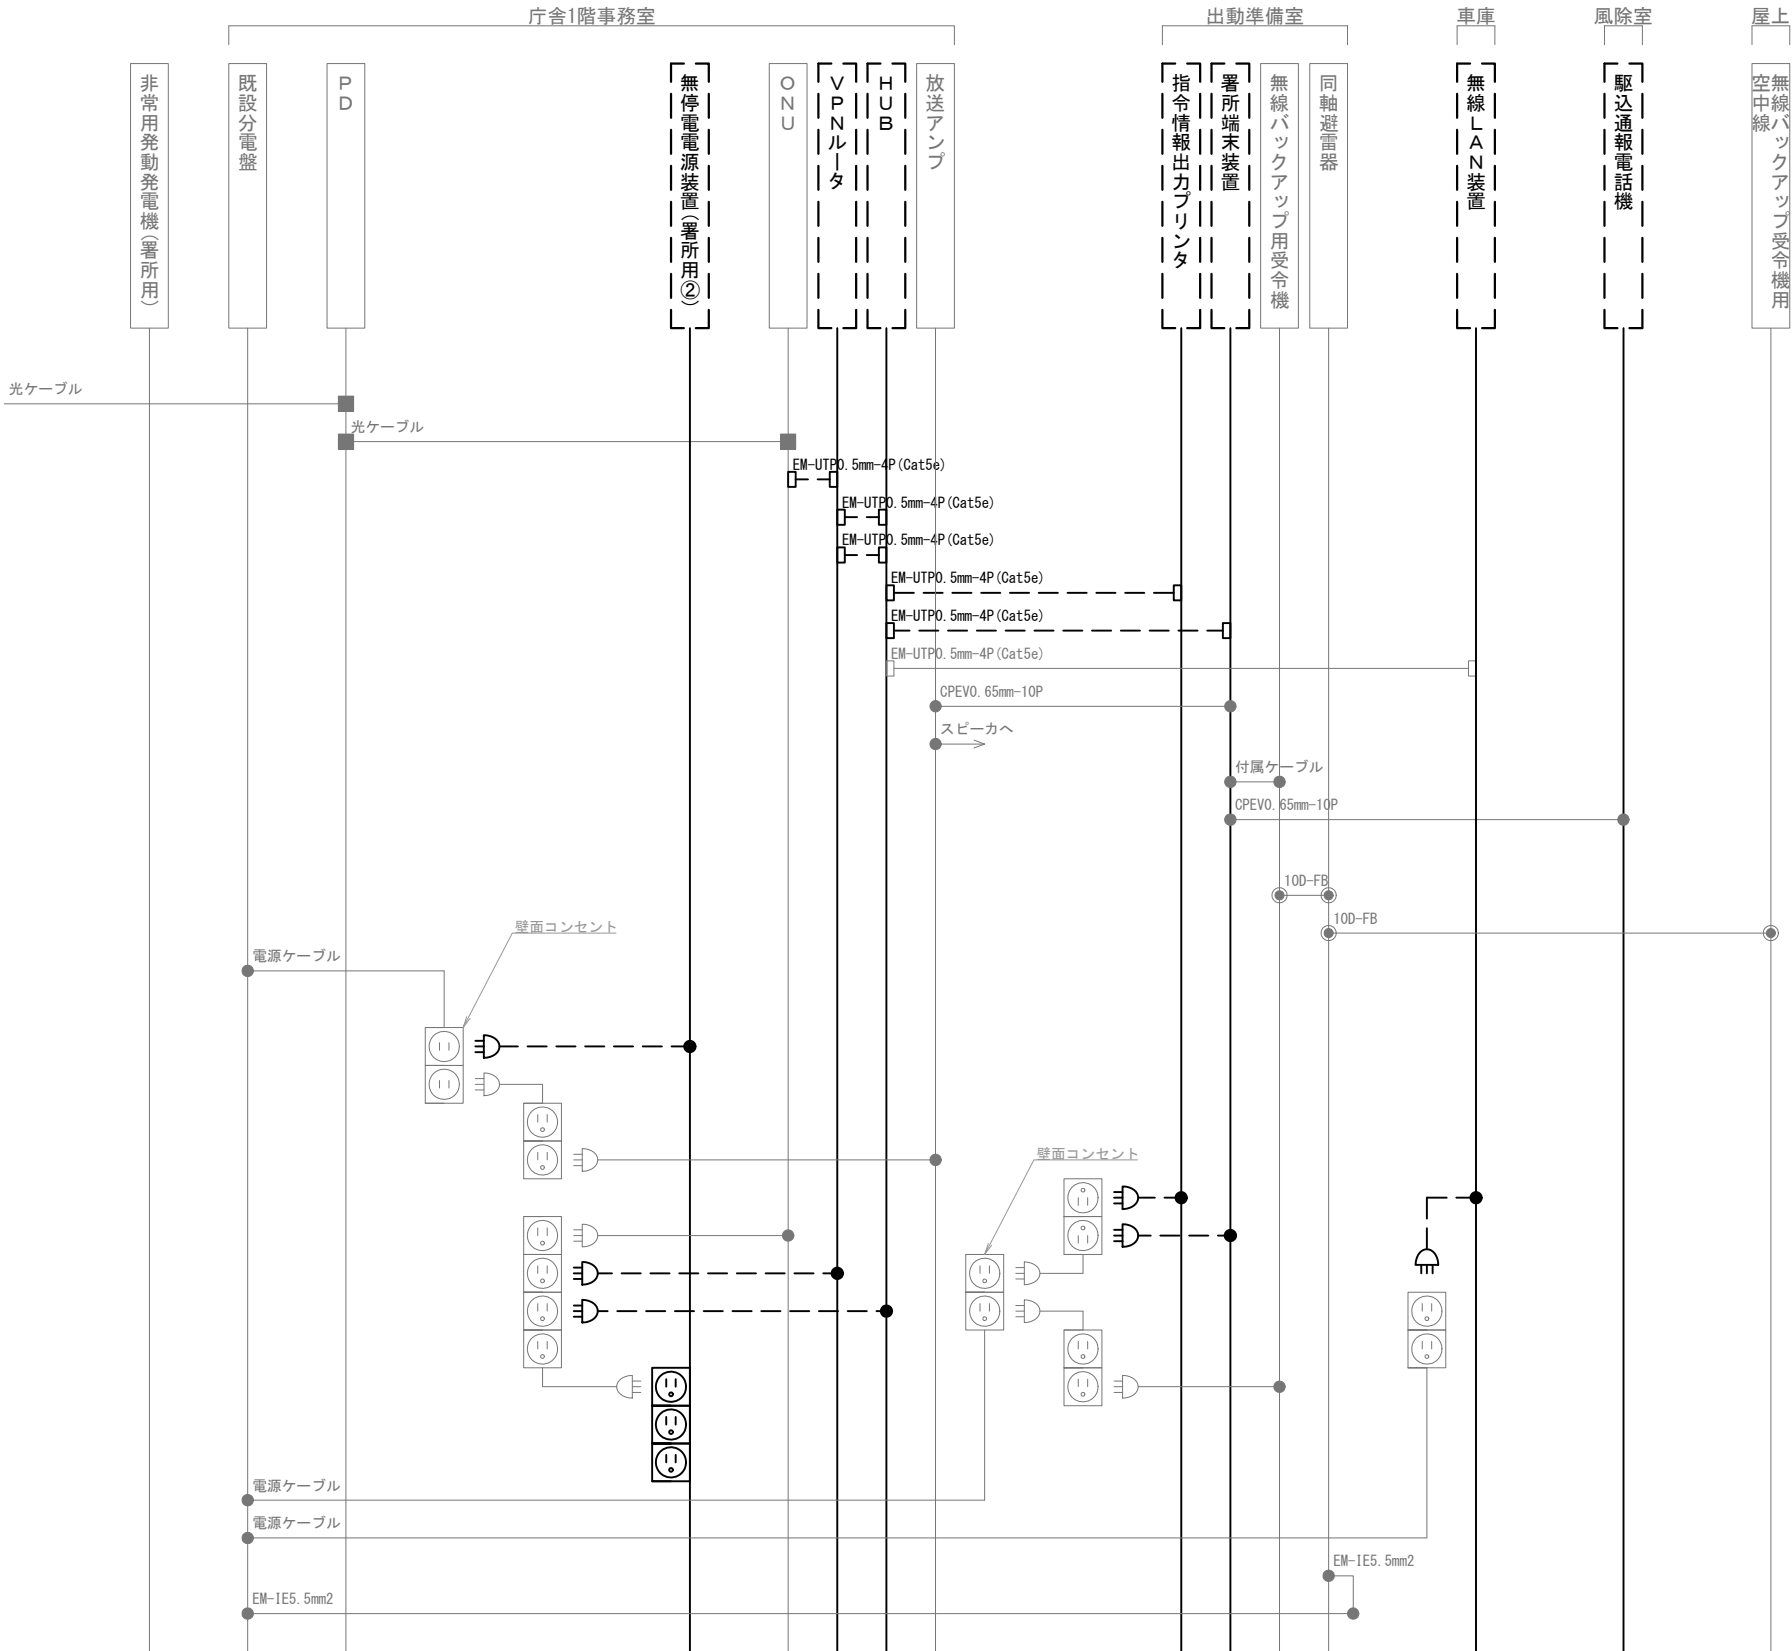 庁舎1階事務室
出動準備室
車庫
風除室
屋上
非常用発動発電機（署所用）
既設分電盤
PD
無停電電源装置（署所用②）
ONU
VPNルータ
HUB
放送アンプ
指令情報出力プリンタ
署所端末装置
無線バックアップ用受令機
同軸避雷器
無線LAN装置
駆込通報電話機
無線バックアップ受令機用
空中線
光ケーブル
光ケーブル
EM-UTP0.5mm-4P(Cat5e)
EM-UTP0.5mm-4P(Cat5e)
EM-UTP0.5mm-4P(Cat5e)
EM-UTP0.5mm-4P(Cat5e)
EM-UTP0.5mm-4P(Cat5e)
EM-UTP0.5mm-4P(Cat5e)
CPEV0.65mm-10P
スピーカへ
付属ケーブル
CPEV0.65mm-10P
10D-FB
10D-FB
壁面コンセント
電源ケーブル
壁面コンセント
電源ケーブル
電源ケーブル
EM-IE5.5mm2
EM-IE5.5mm2